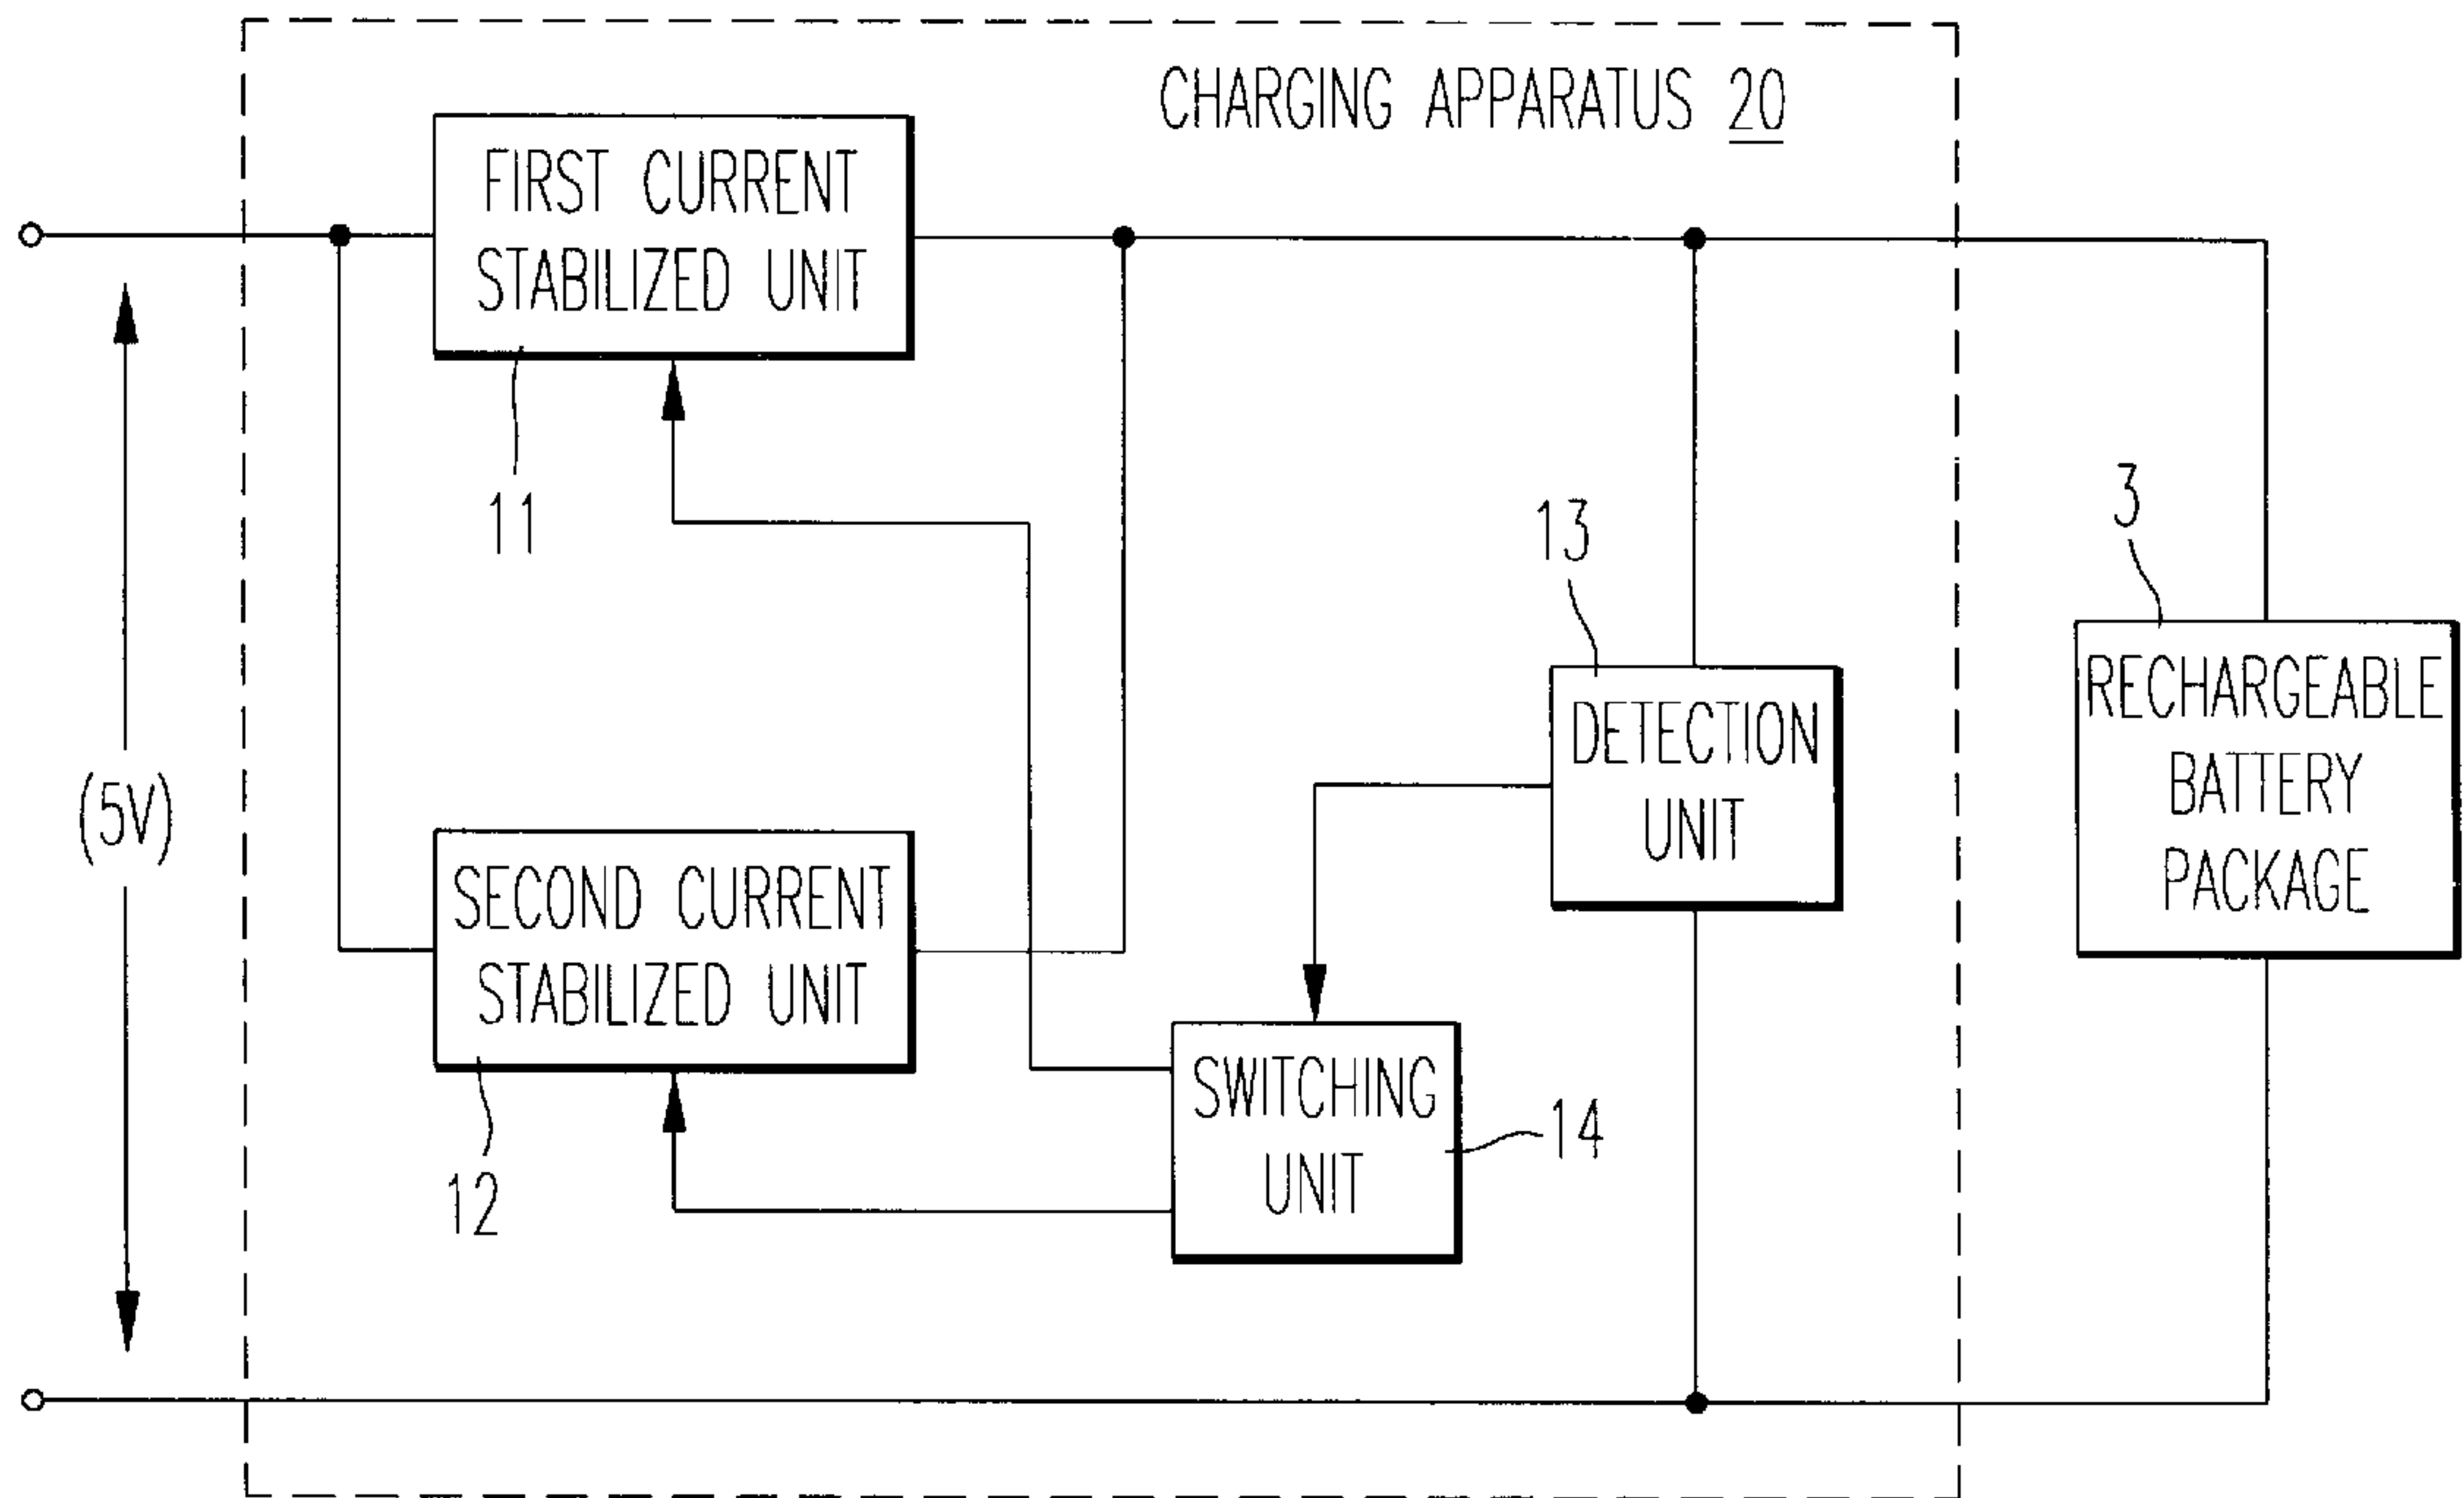 CHARGING APPARATUS 20
FIRST CURRENT
STABILIZED UNIT
11
13
3
(5V)
DETECTION
UNIT
RECHARGEABLE
BATTERY
PACKAGE
SECOND CURRENT
STABILIZED UNIT
12
SWITCHING
UNIT
14